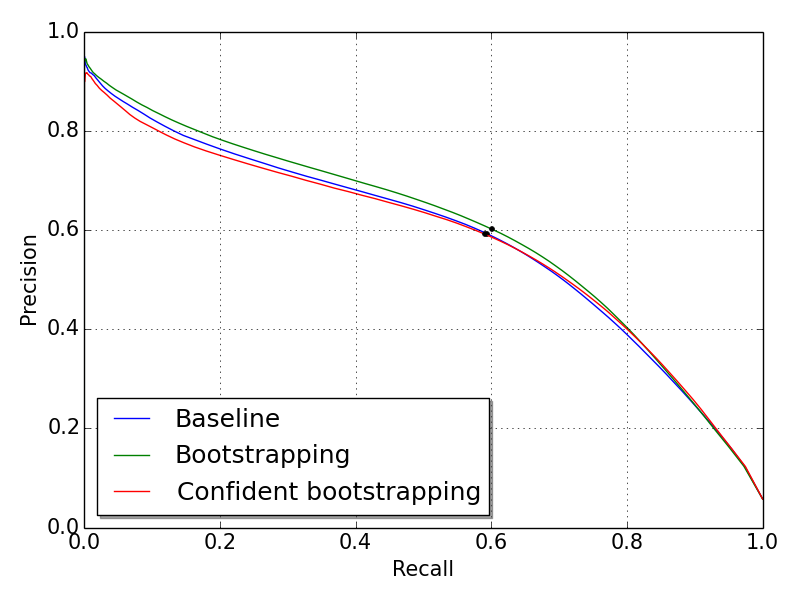 1.0
0.8
0.6
0.4
0.2
0.0
Precision
Baseline
Bootstrapping
Confident bootstrapping
0.0 0.2 0.4 0.6 0.8 1.0
Recall